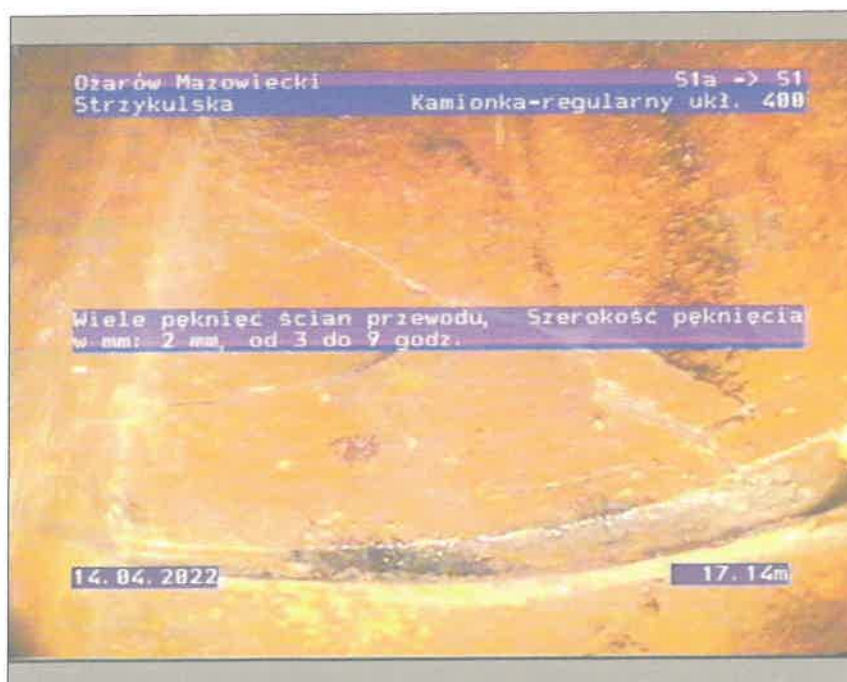 Ożarów Mazowiecki S1a -> S1
Strzykulska Kamionka-regularny ukł. 400
Wiele pęknięć ścian przewodu, Szerokość pęknięcia
w mm: 2 mm, od 3 do 9 godz.
14.04.2022 17.14m